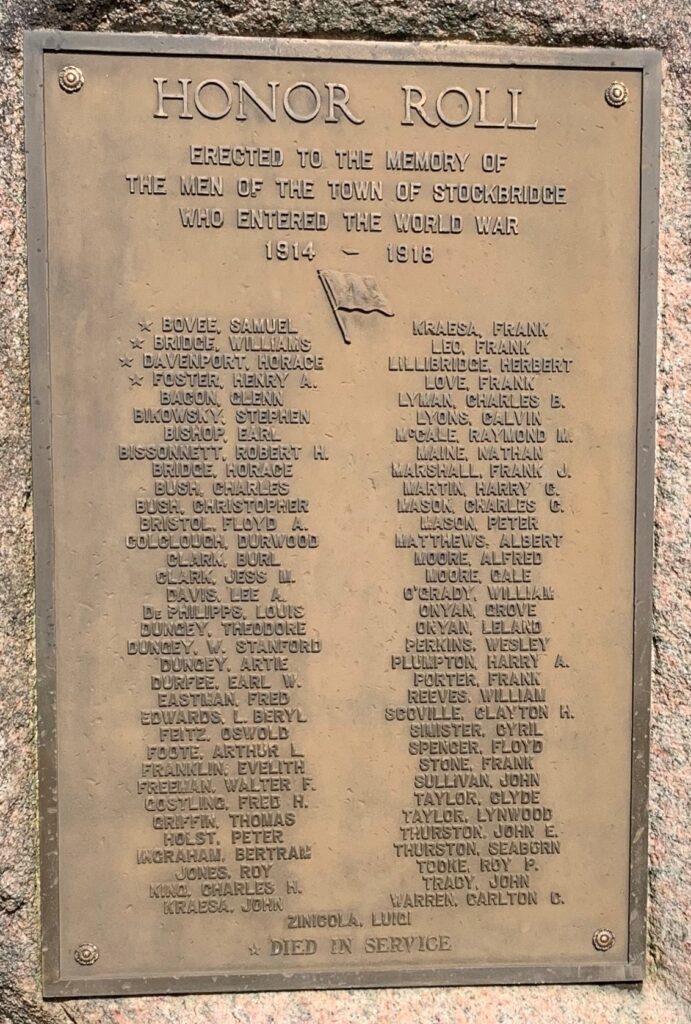 HONOR ROLL
ERECTED TO THE MEMORY OF
THE MEN OF THE TOWN OF STOCKBRIDGE
WHO ENTERED THE WORLD WAR
1914 – 1918
☆ BOVEE, SAMUEL
☆ BRIDGE, WILLIAMS
☆ DAVENPORT, HORACE
☆ FOSTER, HENRY A.
BACON, GLENN
BIKOWSKY, STEPHEN
BISHOP, EARL
BISSONNETT, ROBERT H.
BRIDGE, HORACE
BUSH, CHARLES
BUSH, CHRISTOPHER
BRISTOL, FLOYD A.
COLCLOUGH, DURWOOD
CLARK, BURL
CLARK, JESS M.
DAVIS, LEE A.
DE PHILIPPS, LOUIS
DUNGEY, THEODORE
DUNGEY, W. STANFORD
DUNGEY, ARTIE
DURFEE, EARL W.
EASTMAN, FRED
EDWARDS, L. BERYL
FEITZ, OSWOLD
FOOTE, ARTHUR L.
FRANKLIN, EVELITH
FREEMAN, WALTER F.
GOSTLING, FRED H.
GRIFFIN, THOMAS
HOLST, PETER
INGRAHAM, BERTRAM
JONES, ROY
KING, CHARLES H.
KRAESA, JOHN
KRAESA, FRANK
LEO, FRANK
LILLIBRIDGE, HERBERT
LOVE, FRANK
LYMAN, CHARLES B.
LYONS, CALVIN
McCALE, RAYMOND M.
MAINE, NATHAN
MARSHALL, FRANK J.
MARTIN, HARRY C.
MASON, CHARLES C.
MASON, PETER
MATTHEWS, ALBERT
MOORE, ALFRED
MOORE, GALE
O'GRADY, WILLIAM
ONYAN, GROVE
ONYAN, LELAND
PERKINS, WESLEY
PLUMPTON, HARRY A.
PORTER, FRANK
REEVES, WILLIAM
SCOVILLE, CLAYTON H.
SINISTER, CYRIL
SPENCER, FLOYD
STONE, FRANK
SULLIVAN, JOHN
TAYLOR, CLYDE
TAYLOR, LYNWOOD
THURSTON, JOHN E.
THURSTON, SEABORN
TOOKE, ROY P.
TRACY, JOHN
WARREN, CARLTON C.
ZINICOLA, LUIGI
☆ DIED IN SERVICE